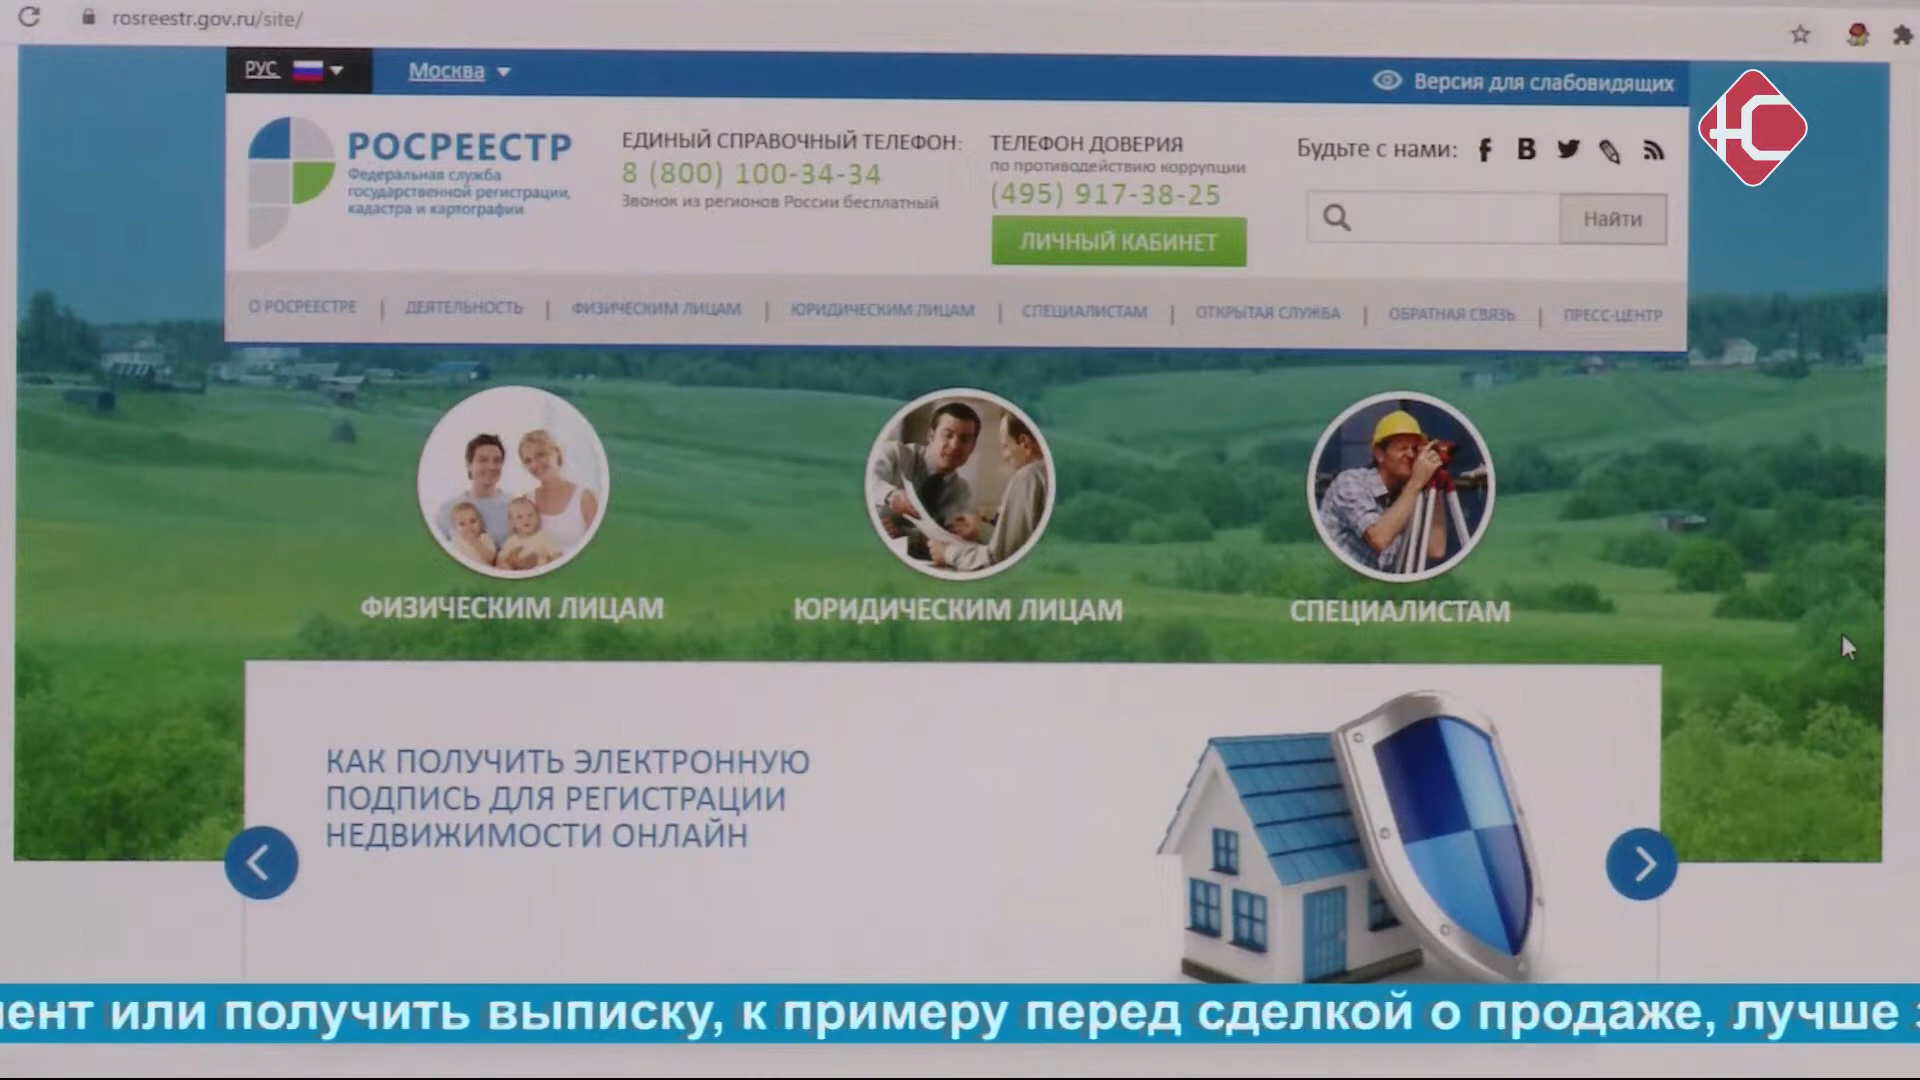 rosreestr.gov.ru/site/
РУС
Москва
Версия для слабовидящих
РОСРЕЕСТР
Федеральная служба
государственной регистрации,
кадастра и картографии
ЕДИНЫЙ СПРАВОЧНЫЙ ТЕЛЕФОН:
8 (800) 100-34-34
Звонок из регионов России бесплатный
ТЕЛЕФОН ДОВЕРИЯ
по противодействию коррупции
(495) 917-38-25
ЛИЧНЫЙ КАБИНЕТ
Будьте с нами:
Найти
О РОСРЕЕСТРЕ | ДЕЯТЕЛЬНОСТЬ | ФИЗИЧЕСКИМ ЛИЦАМ | ЮРИДИЧЕСКИМ ЛИЦАМ | СПЕЦИАЛИСТАМ | ОТКРЫТАЯ СЛУЖБА | ОБРАТНАЯ СВЯЗЬ | ПРЕСС-ЦЕНТР
ФИЗИЧЕСКИМ ЛИЦАМ
ЮРИДИЧЕСКИМ ЛИЦАМ
СПЕЦИАЛИСТАМ
КАК ПОЛУЧИТЬ ЭЛЕКТРОННУЮ
ПОДПИСЬ ДЛЯ РЕГИСТРАЦИИ
НЕДВИЖИМОСТИ ОНЛАЙН
или получить выписку, к примеру перед сделкой о продаже, лучше